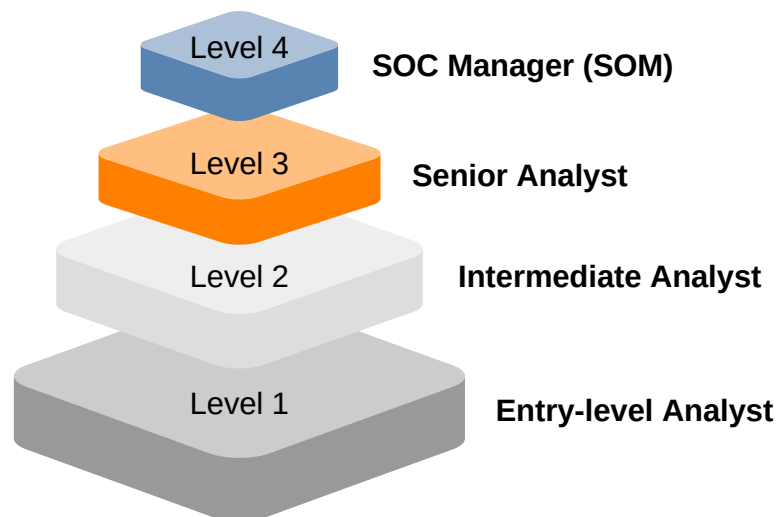 Level 4
SOC Manager (SOM)
Level 3
Senior Analyst
Level 2
Intermediate Analyst
Level 1
Entry-level Analyst